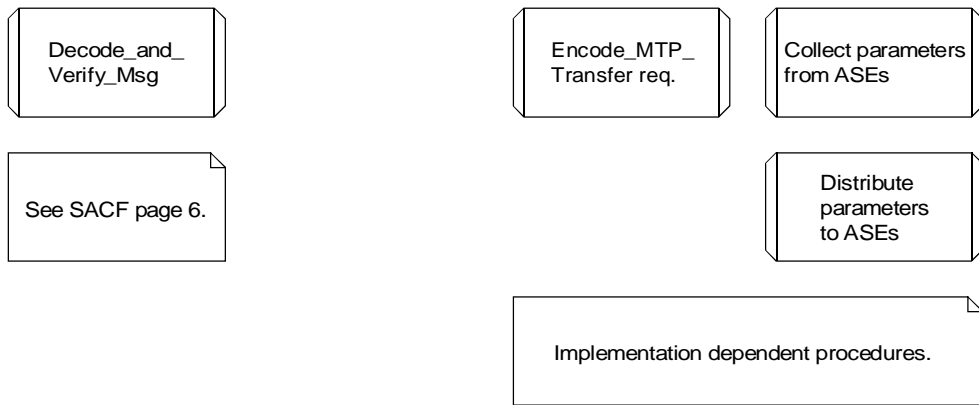 Decode_and_
Verify_Msg
Encode_MTP_
Transfer req.
Collect parameters
from ASEs
See SACF page 6.
Distribute
parameters
to ASEs
Implementation dependent procedures.